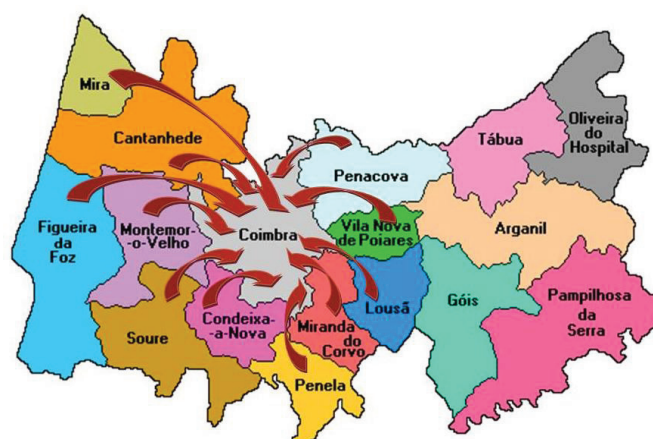 Mira
Cantanhede
Oliveira
do
Hospital
Tábua
Penacova
Figueira
da
Foz
Montemor-
-o-Velho
Coimbra
Vila Nova
de Poiares
Arganil
Soure
Condeixa-
-a-Nova
Miranda
do
Corvo
Lousã
Góis
Pampilhosa
da
Serra
Penela